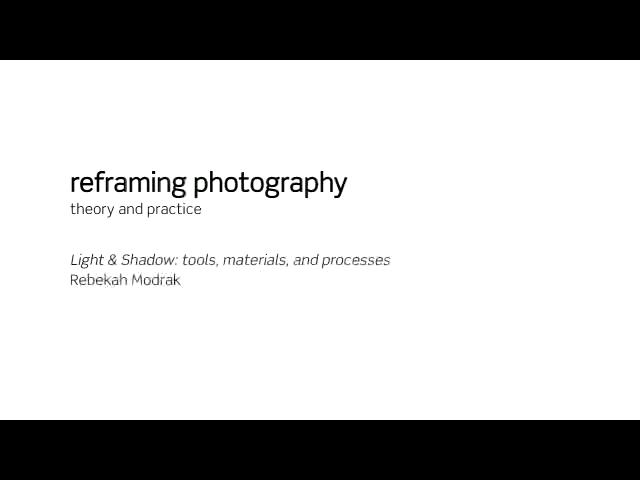 reframing photography
theory and practice
Light & Shadow: tools, materials, and processes
Rebekah Modrak